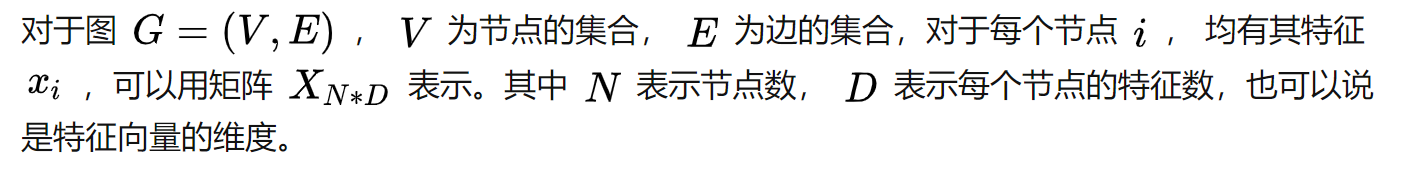 对于图 G = (V, E) ， V 为节点的集合， E 为边的集合，对于每个节点 i ， 均有其特征
x_i ，可以用矩阵 X_{N*D} 表示。其中 N 表示节点数， D 表示每个节点的特征数，也可以说
是特征向量的维度。